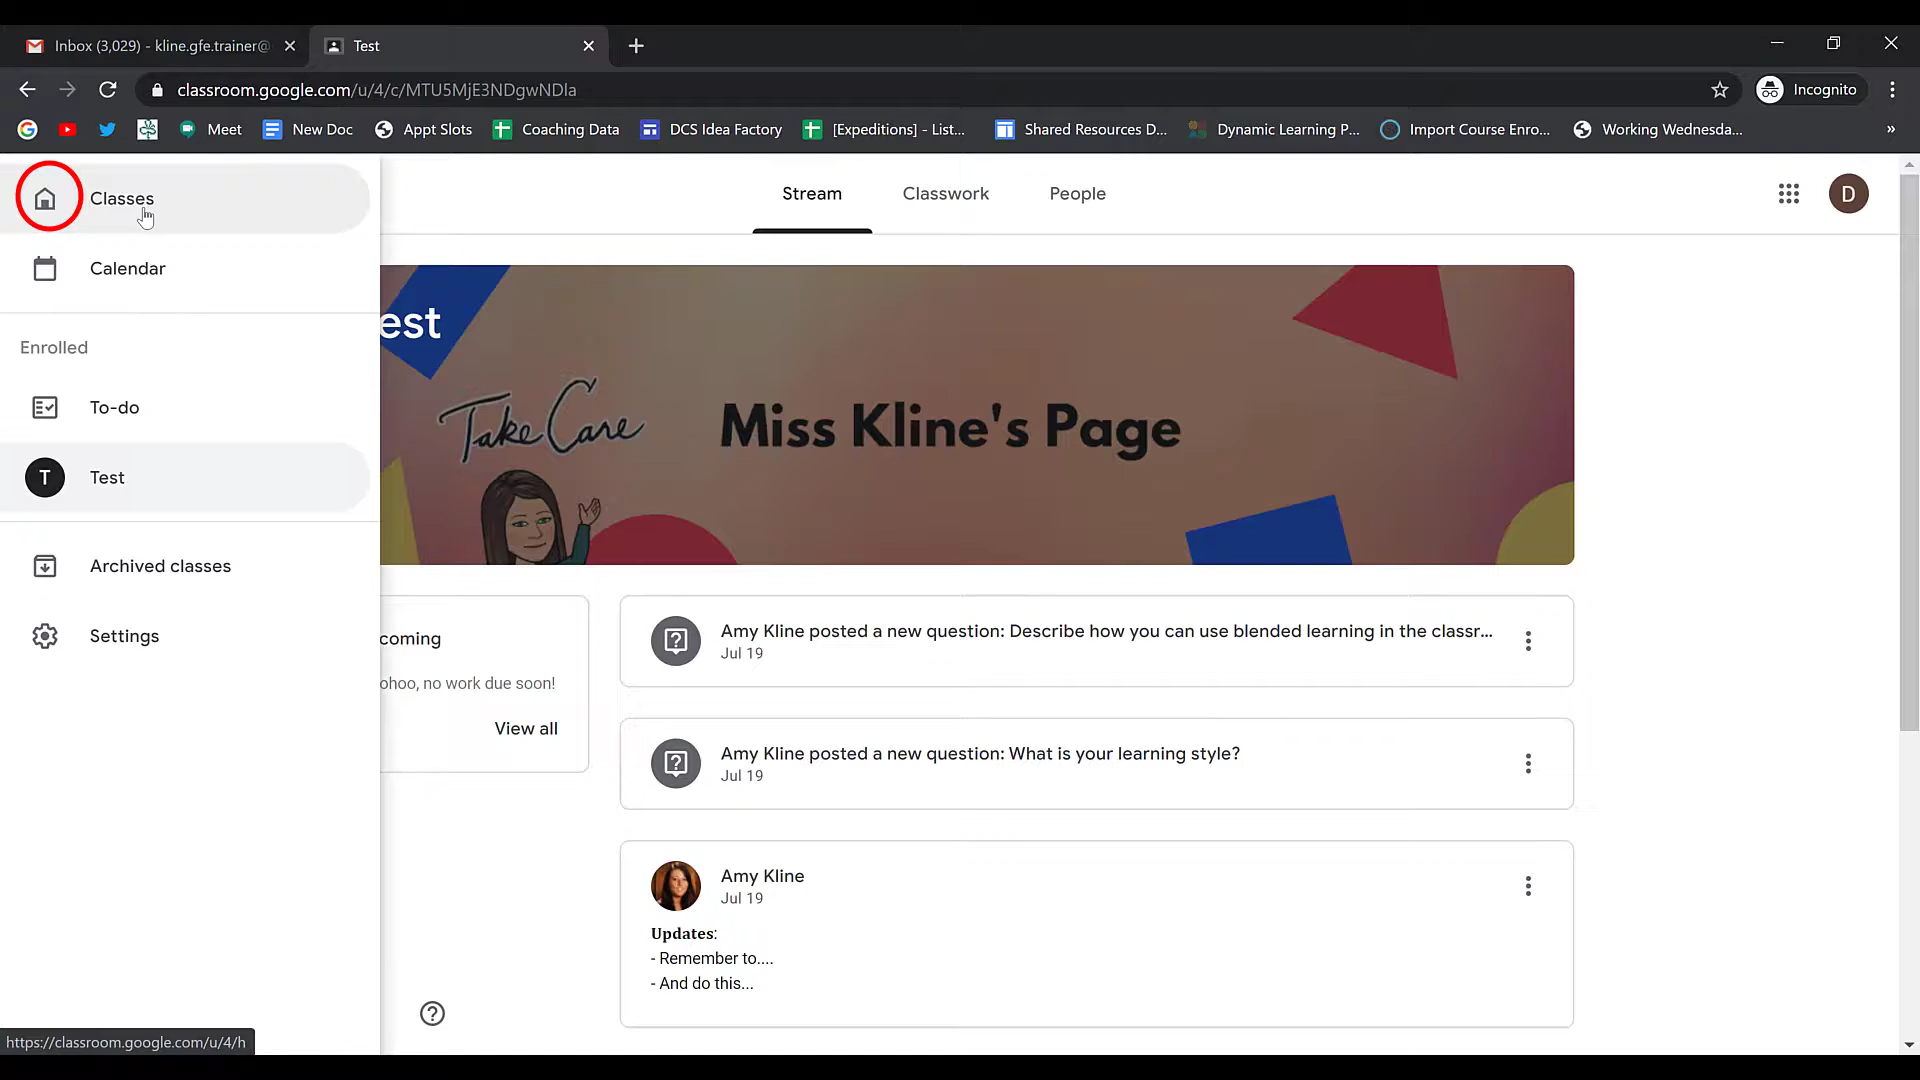 Inbox (3,029) - kline.gfe.trainer@
Test
classroom.google.com/u/4/c/MTU5MjE3NDgwNDla
Incognito
Meet
New Doc
Appt Slots
Coaching Data
DCS Idea Factory
[Expeditions] - List...
Shared Resources D...
Dynamic Learning P...
Import Course Enro...
Working Wednesda...
»
Classes
Calendar
Enrolled
To-do
T
Test
Archived classes
Settings
Stream
Classwork
People
D
est
Take Care
Miss Kline's Page
coming
ohoo, no work due soon!
View all
Amy Kline posted a new question: Describe how you can use blended learning in the classr...
Jul 19
Amy Kline posted a new question: What is your learning style?
Jul 19
Amy Kline
Jul 19
Updates:
- Remember to....
- And do this...
https://classroom.google.com/u/4/h